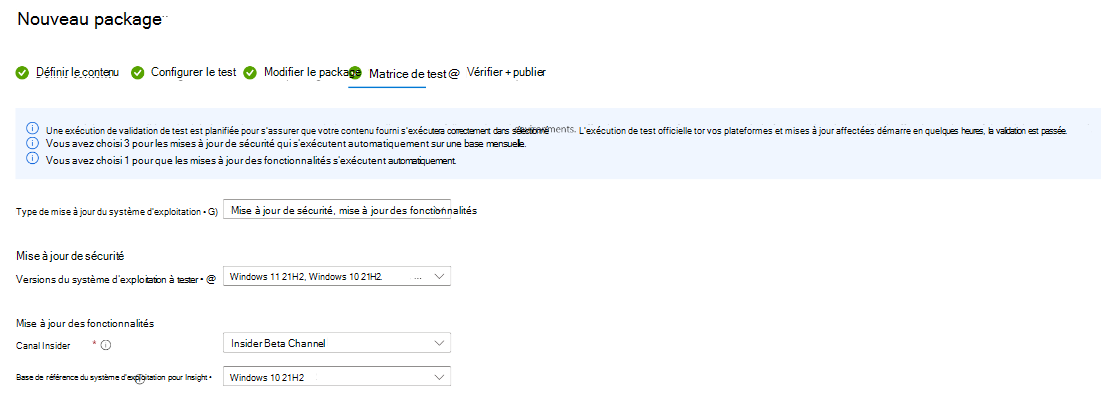 Nouveau package
Définir le contenu Configurer le test Modifier le package Matrice de test @ Vérifier + publier
Une exécution de validation de test est planifiée pour s'assurer que votre contenu fourni s'exécutera correctement dans sélectionné L'exécution de test officielle tor vos plateformes et mises à jour affectées démarre en quelques heures, la validation est passée.
Vous avez choisi 3 pour les mises à jour de sécurité qui s'exécutent automatiquement sur une base mensuelle.
Vous avez choisi 1 pour que les mises à jour des fonctionnalités s'exécutent automatiquement.
Type de mise à jour du système d'exploitation • G) Mise à jour de sécurité, mise à jour des fonctionnalités
Mise à jour de sécurité
Versions du système d'exploitation à tester • @ Windows 11 21H2, Windows 10 21H2 ...
Mise à jour des fonctionnalités
Canal Insider * Insider Beta Channel
Base de référence du système d'exploitation pour Insight • Windows 10 21H2